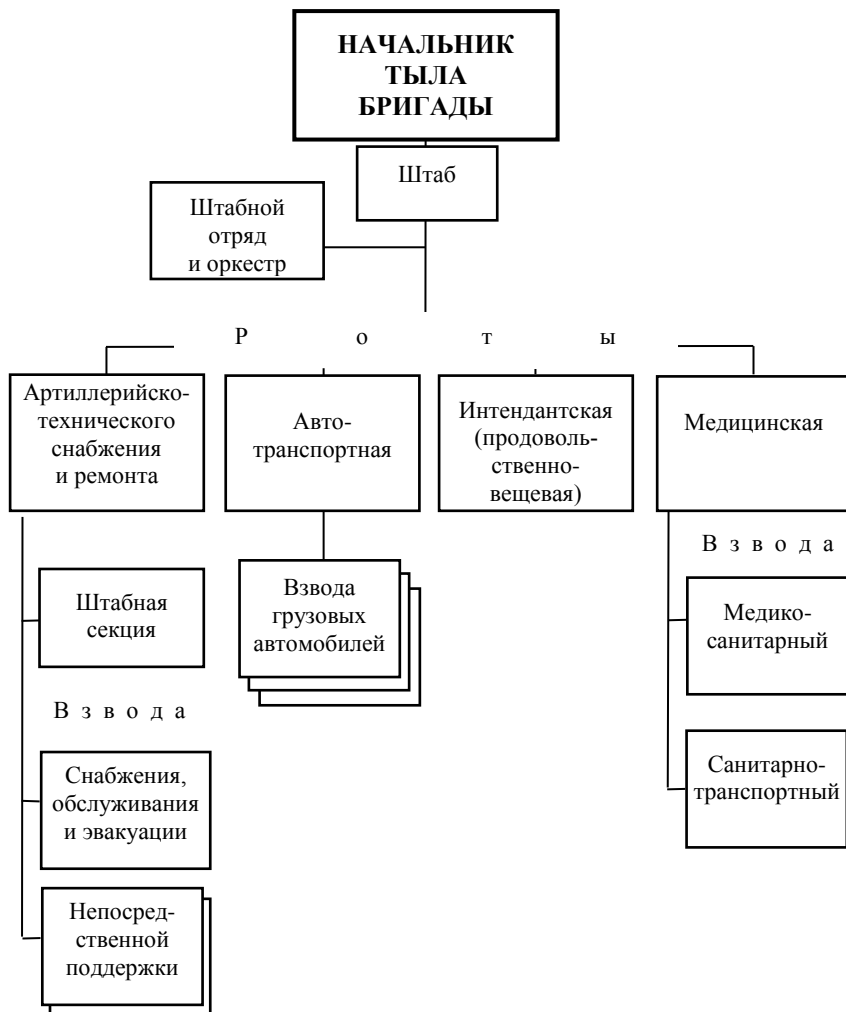 НАЧАЛЬНИК
ТЫЛА
БРИГАДЫ
Штаб
Штабной
отряд
и оркестр
Р о т ы
Артиллерийско-
технического
снабжения
и ремонта
Авто-
транспортная
Интендантская
(продоволь-
ственно-
вещевая)
Медицинская
Штабная
секция
В з в о д а
Снабжения,
обслуживания
и эвакуации
Непосред-
ственной
поддержки
Взвода
грузовых
автомобилей
В з в о д а
Медико-
санитарный
Санитарно-
транспортный